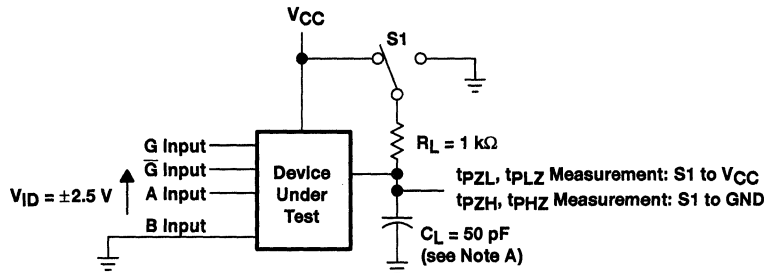 VCC
S1
G Input
G̅ Input
A Input
B Input
VID = ±2.5 V
Device
Under
Test
RL = 1 kΩ
tPZL, tPLZ Measurement: S1 to VCC
tPZH, tPHZ Measurement: S1 to GND
CL = 50 pF
(see Note A)